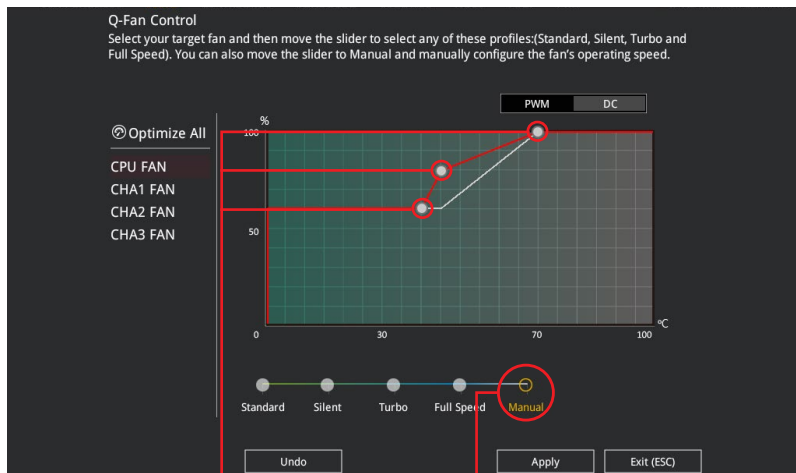 Q-Fan Control
Select your target fan and then move the slider to select any of these profiles:(Standard, Silent, Turbo and
Full Speed). You can also move the slider to Manual and manually configure the fan's operating speed.
PWM DC
%
Optimize All
100
CPU FAN
CHA1 FAN
CHA2 FAN
50
CHA3 FAN
°C
0 30 70 100
Standard Silent Turbo Full Speed Manual
Undo Apply Exit (ESC)